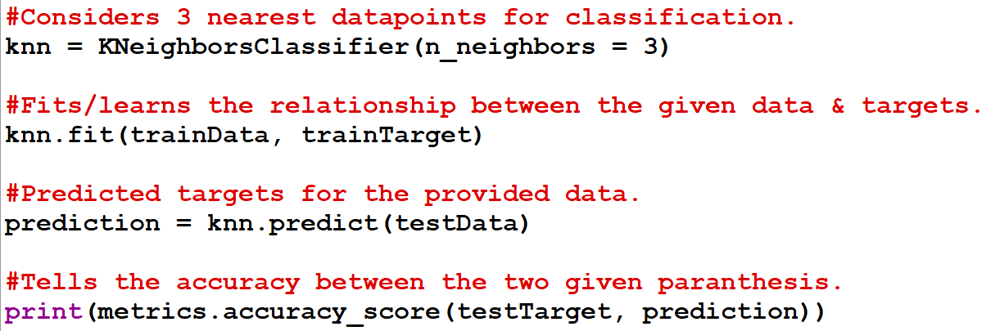 #Considers 3 nearest datapoints for classification.
knn = KNeighborsClassifier(n_neighbors = 3)
#Fits/learns the relationship between the given data & targets.
knn.fit(trainData, trainTarget)
#Predicted targets for the provided data.
prediction = knn.predict(testData)
#Tells the accuracy between the two given paranthesis.
print(metrics.accuracy_score(testTarget, prediction))